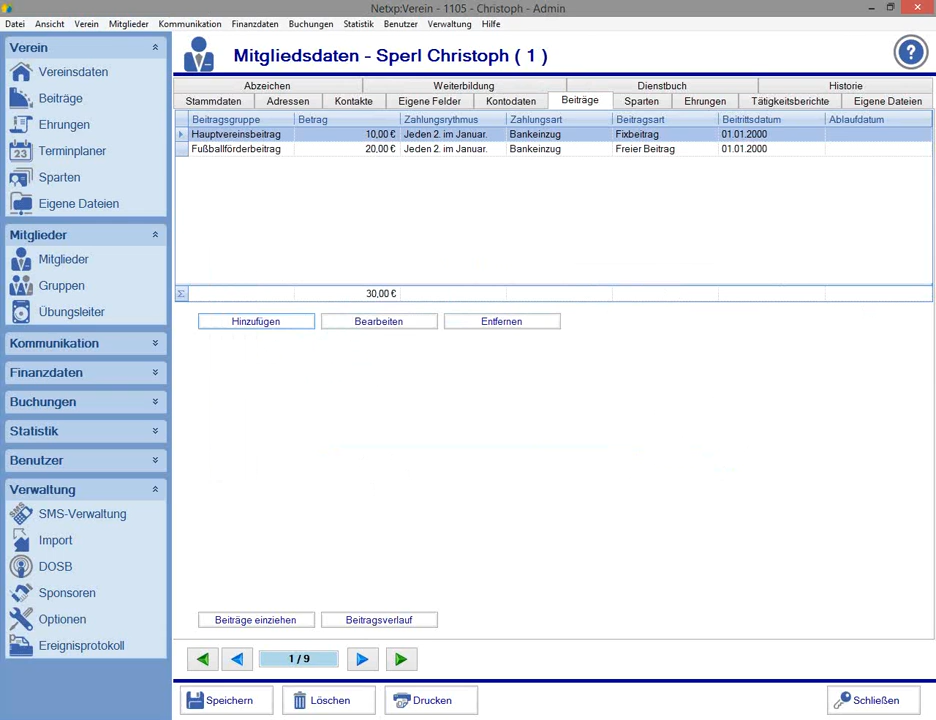 Netxp:Verein - 1105 - Christoph - Admin
Datei Ansicht Verein Mitglieder Kommunikation Finanzdaten Buchungen Statistik Benutzer Verwaltung Hilfe
Verein
Vereinsdaten
Beiträge
Ehrungen
23 Terminplaner
Sparten
Eigene Dateien
Mitglieder
Mitglieder
Gruppen
Übungsleiter
Kommunikation
Finanzdaten
Buchungen
Statistik
Benutzer
Verwaltung
SMS-Verwaltung
Import
DOSB
Sponsoren
Optionen
Ereignisprotokoll
Mitgliedsdaten - Sperl Christoph ( 1 )
?
Abzeichen Weiterbildung Dienstbuch Historie
Stammdaten Adressen Kontakte Eigene Felder Kontodaten Beiträge Sparten Ehrungen Tätigkeitsberichte Eigene Dateien
Beitragsgruppe Betrag Zahlungsrythmus Zahlungsart Beitragsart Beitrittsdatum Ablaufdatum
Hauptvereinsbeitrag 10,00 € Jeden 2. im Januar. Bankeinzug Fixbeitrag 01.01.2000
Fußballförderbeitrag 20,00 € Jeden 2. im Januar. Bankeinzug Freier Beitrag 01.01.2000
Σ 30,00 €
Hinzufügen Bearbeiten Entfernen
Beiträge einziehen Beitragsverlauf
1 / 9
Speichern Löschen Drucken Schließen